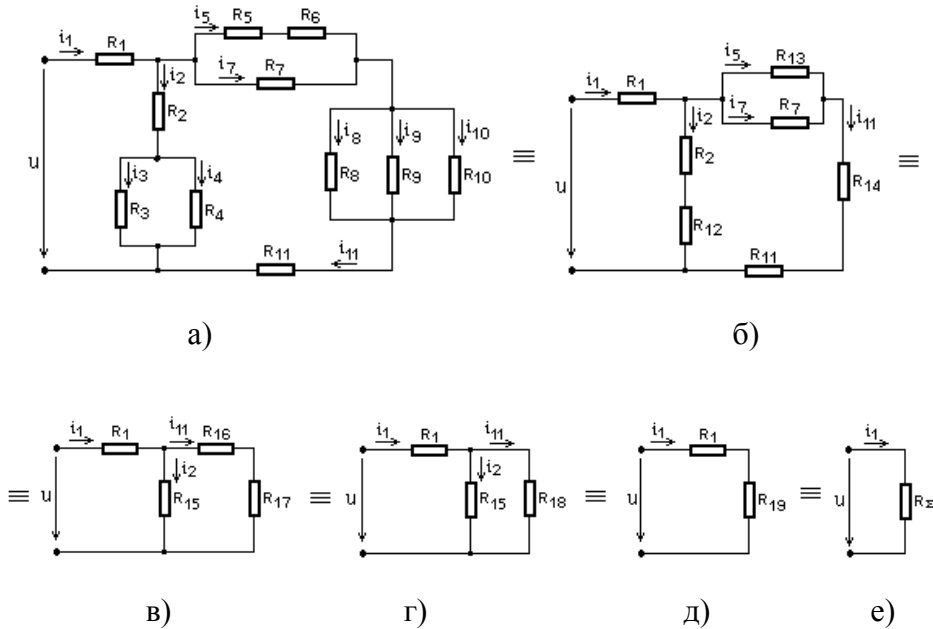 i5 R5 R6
i1 R1
i7 R7
i2
R2
i8 i9 i10
R8 R9 R10
i3 i4
R3 R4
u
R11 i11
≡
i5 R13
i1 R1
i7 R7
i2 i11
R2
R14
R12
u
R11
≡
а) б)
≡ u i1 R1 i11 R16
i2
R15 R17
≡ u i1 R1 i11
i2
R15 R18
≡ u i1 R1
R19
≡ u i1
RΣ
в) г) д) е)